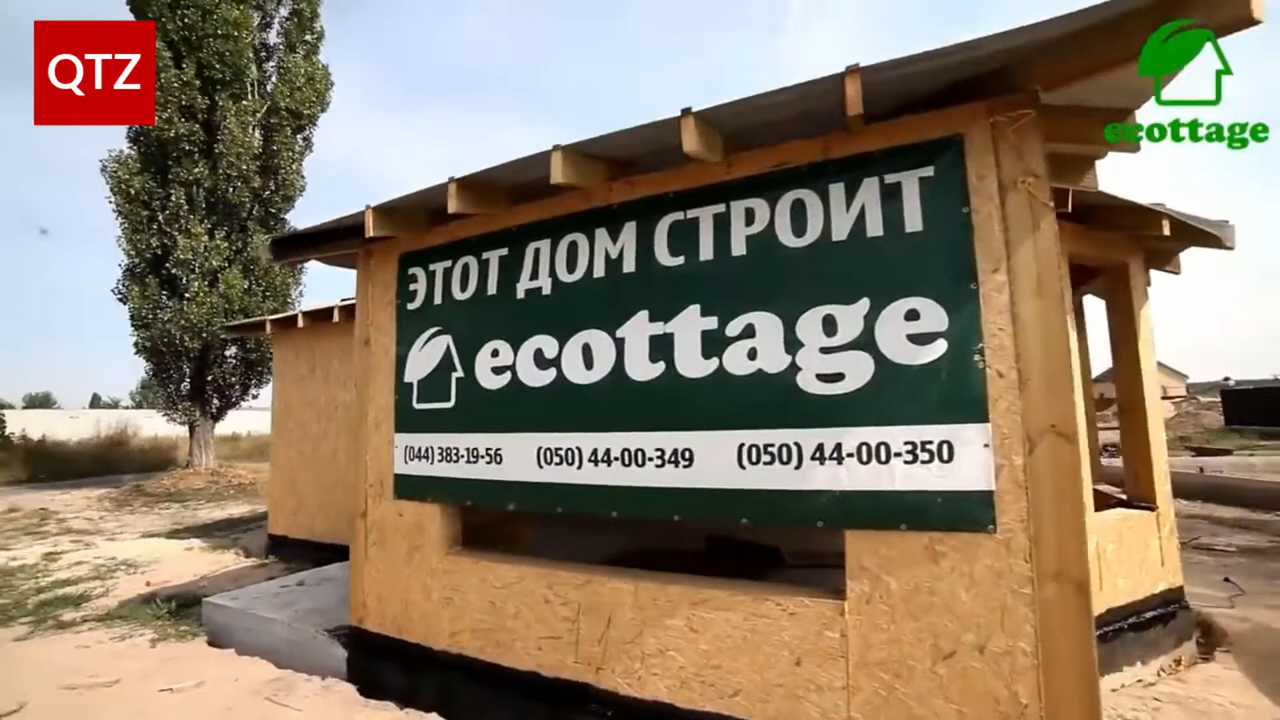 QTZ
ecottage
ЭТОТ ДОМ СТРОИТ
ecottage
(044) 383-19-56 (050) 44-00-349 (050) 44-00-350